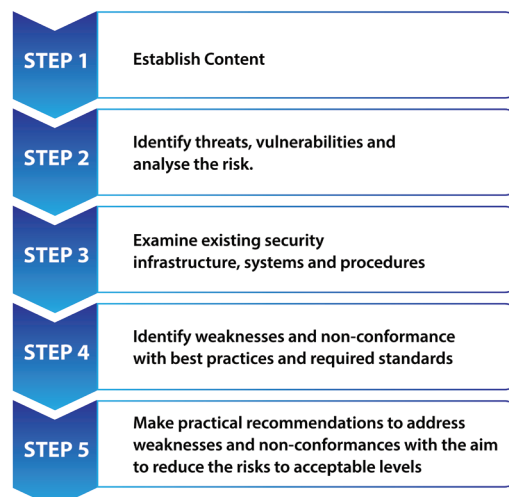 STEP 1
Establish Content
STEP 2
Identify threats, vulnerabilities and
analyse the risk.
STEP 3
Examine existing security
infrastructure, systems and procedures
STEP 4
Identify weaknesses and non-conformance
with best practices and required standards
STEP 5
Make practical recommendations to address
weaknesses and non-conformances with the aim
to reduce the risks to acceptable levels